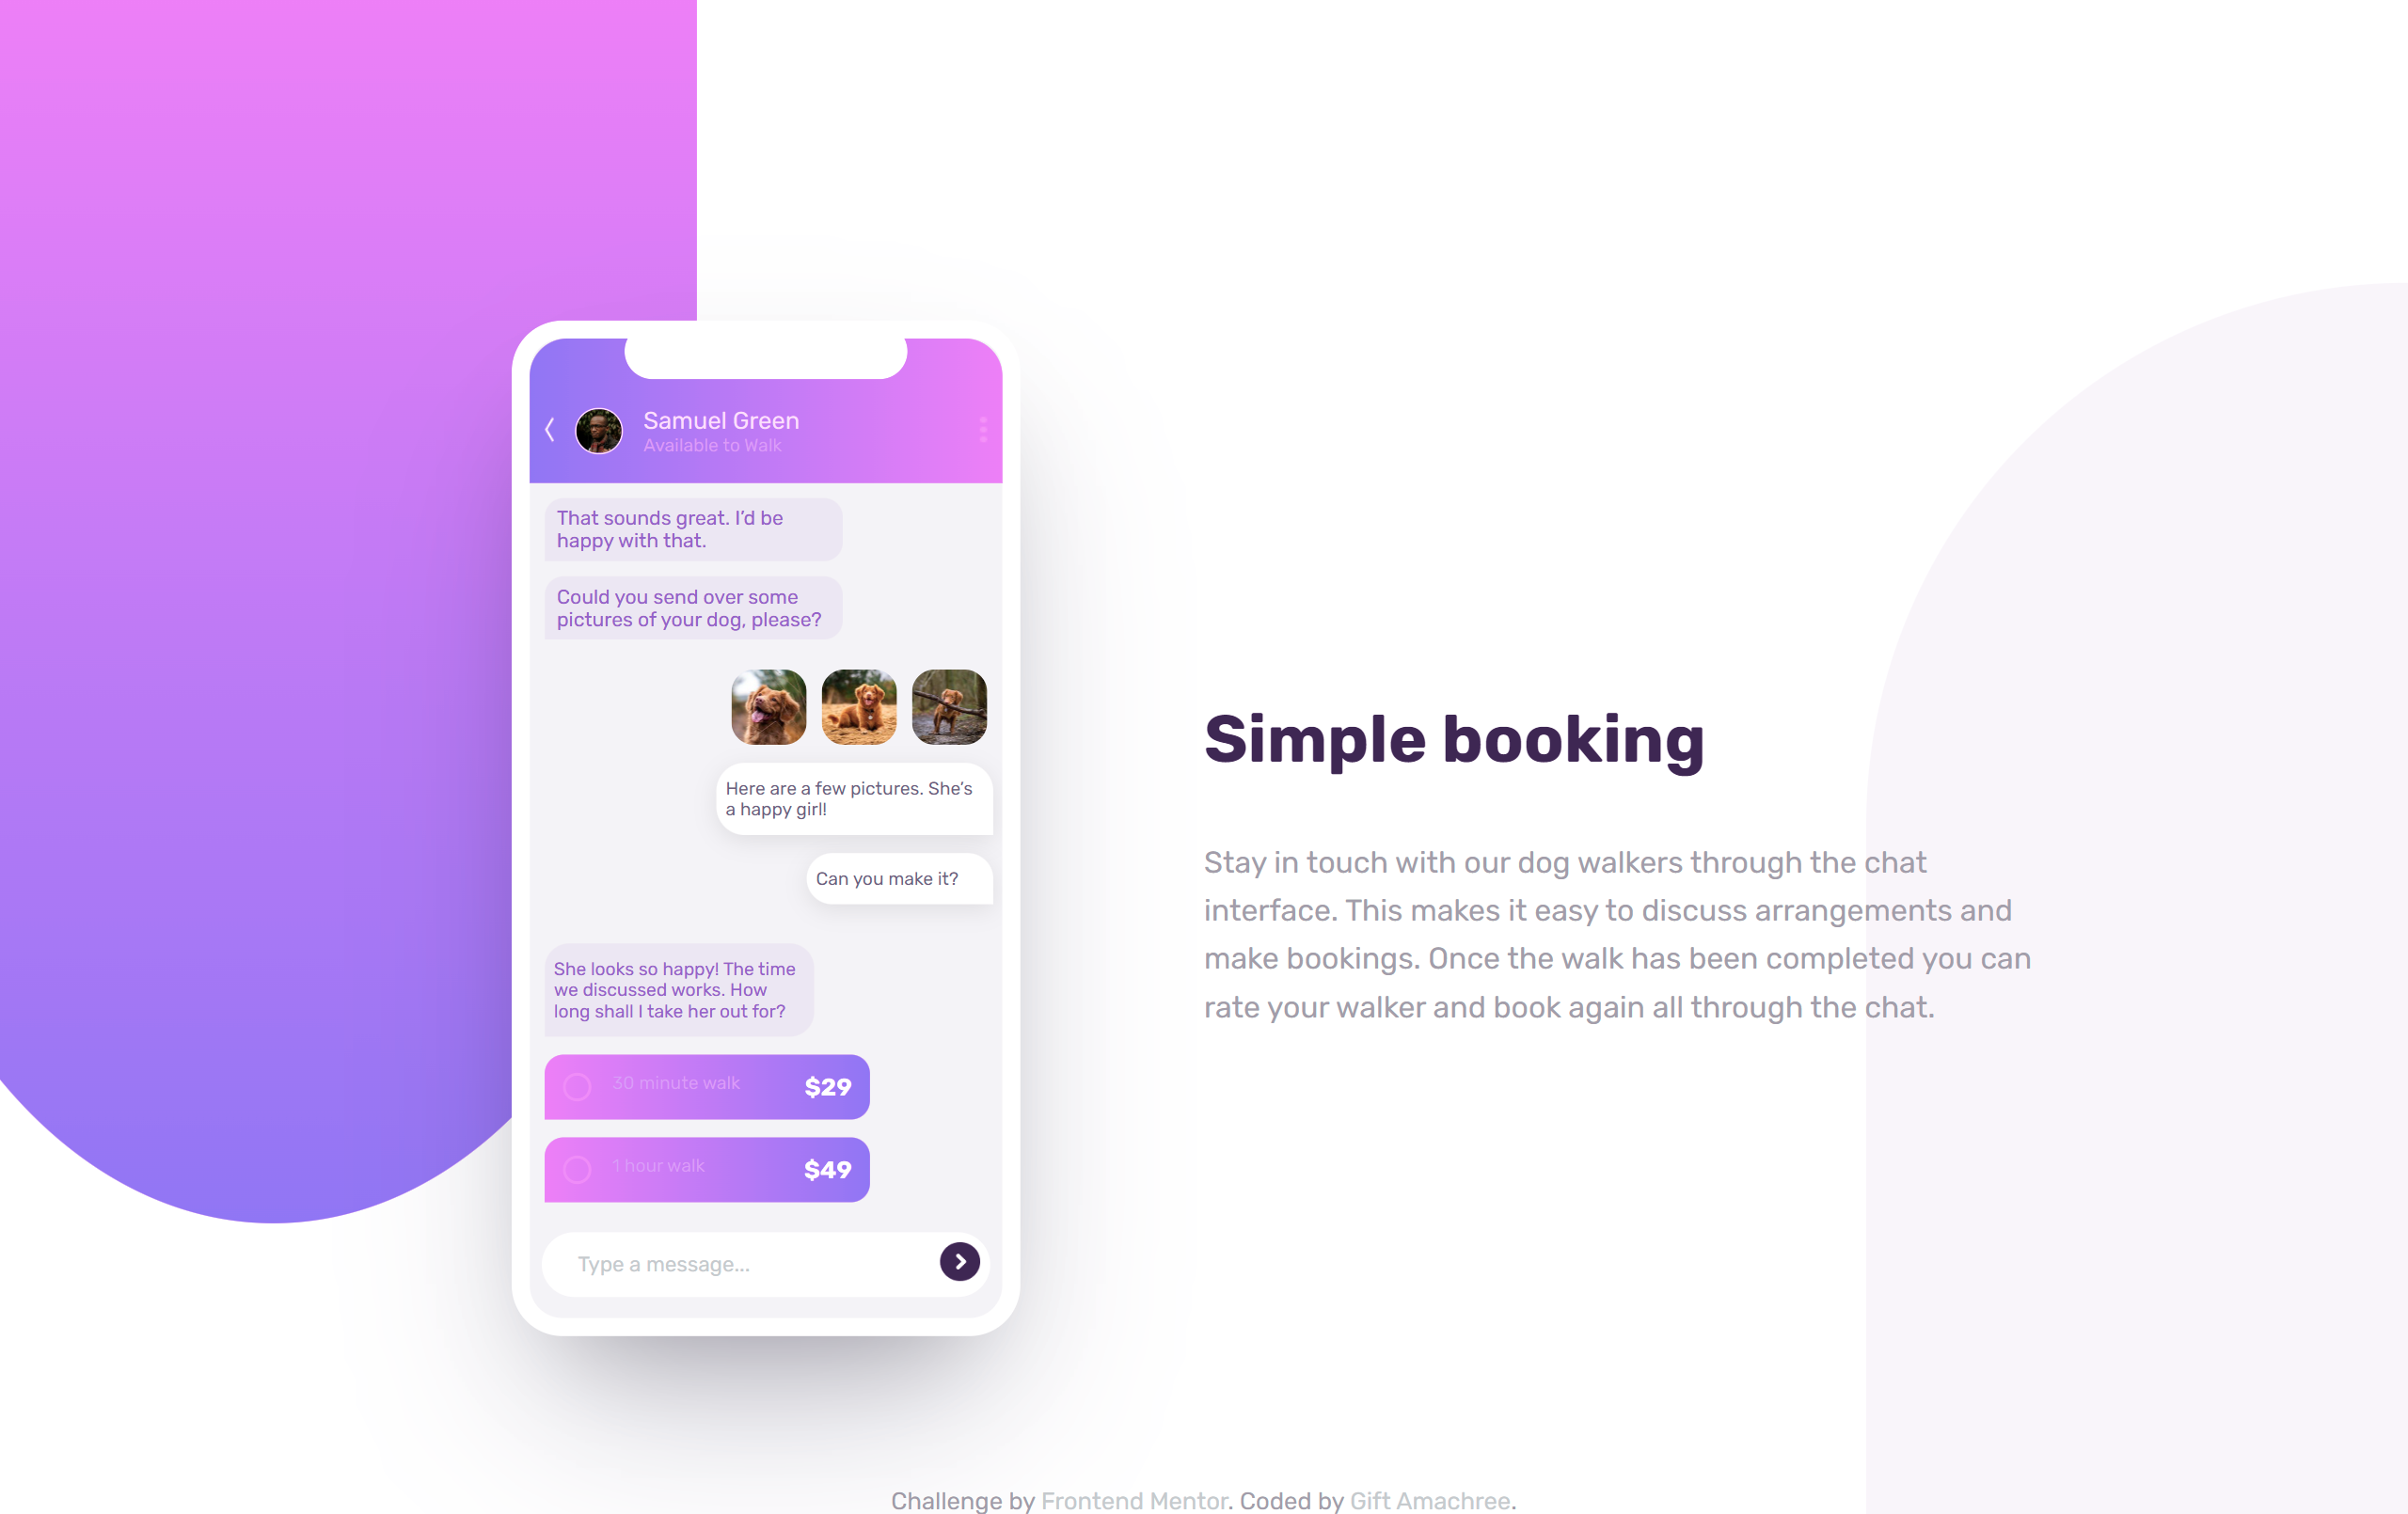 Samuel Green
Available to Walk
That sounds great. I’d be
happy with that.
Could you send over some
pictures of your dog, please?
Here are a few pictures. She’s
a happy girl!
Can you make it?
She looks so happy! The time
we discussed works. How
long shall I take her out for?
30 minute walk $29
1 hour walk $49
Type a message...
Simple booking
Stay in touch with our dog walkers through the chat
interface. This makes it easy to discuss arrangements and
make bookings. Once the walk has been completed you can
rate your walker and book again all through the chat.
Challenge by Frontend Mentor. Coded by Gift Amachree.